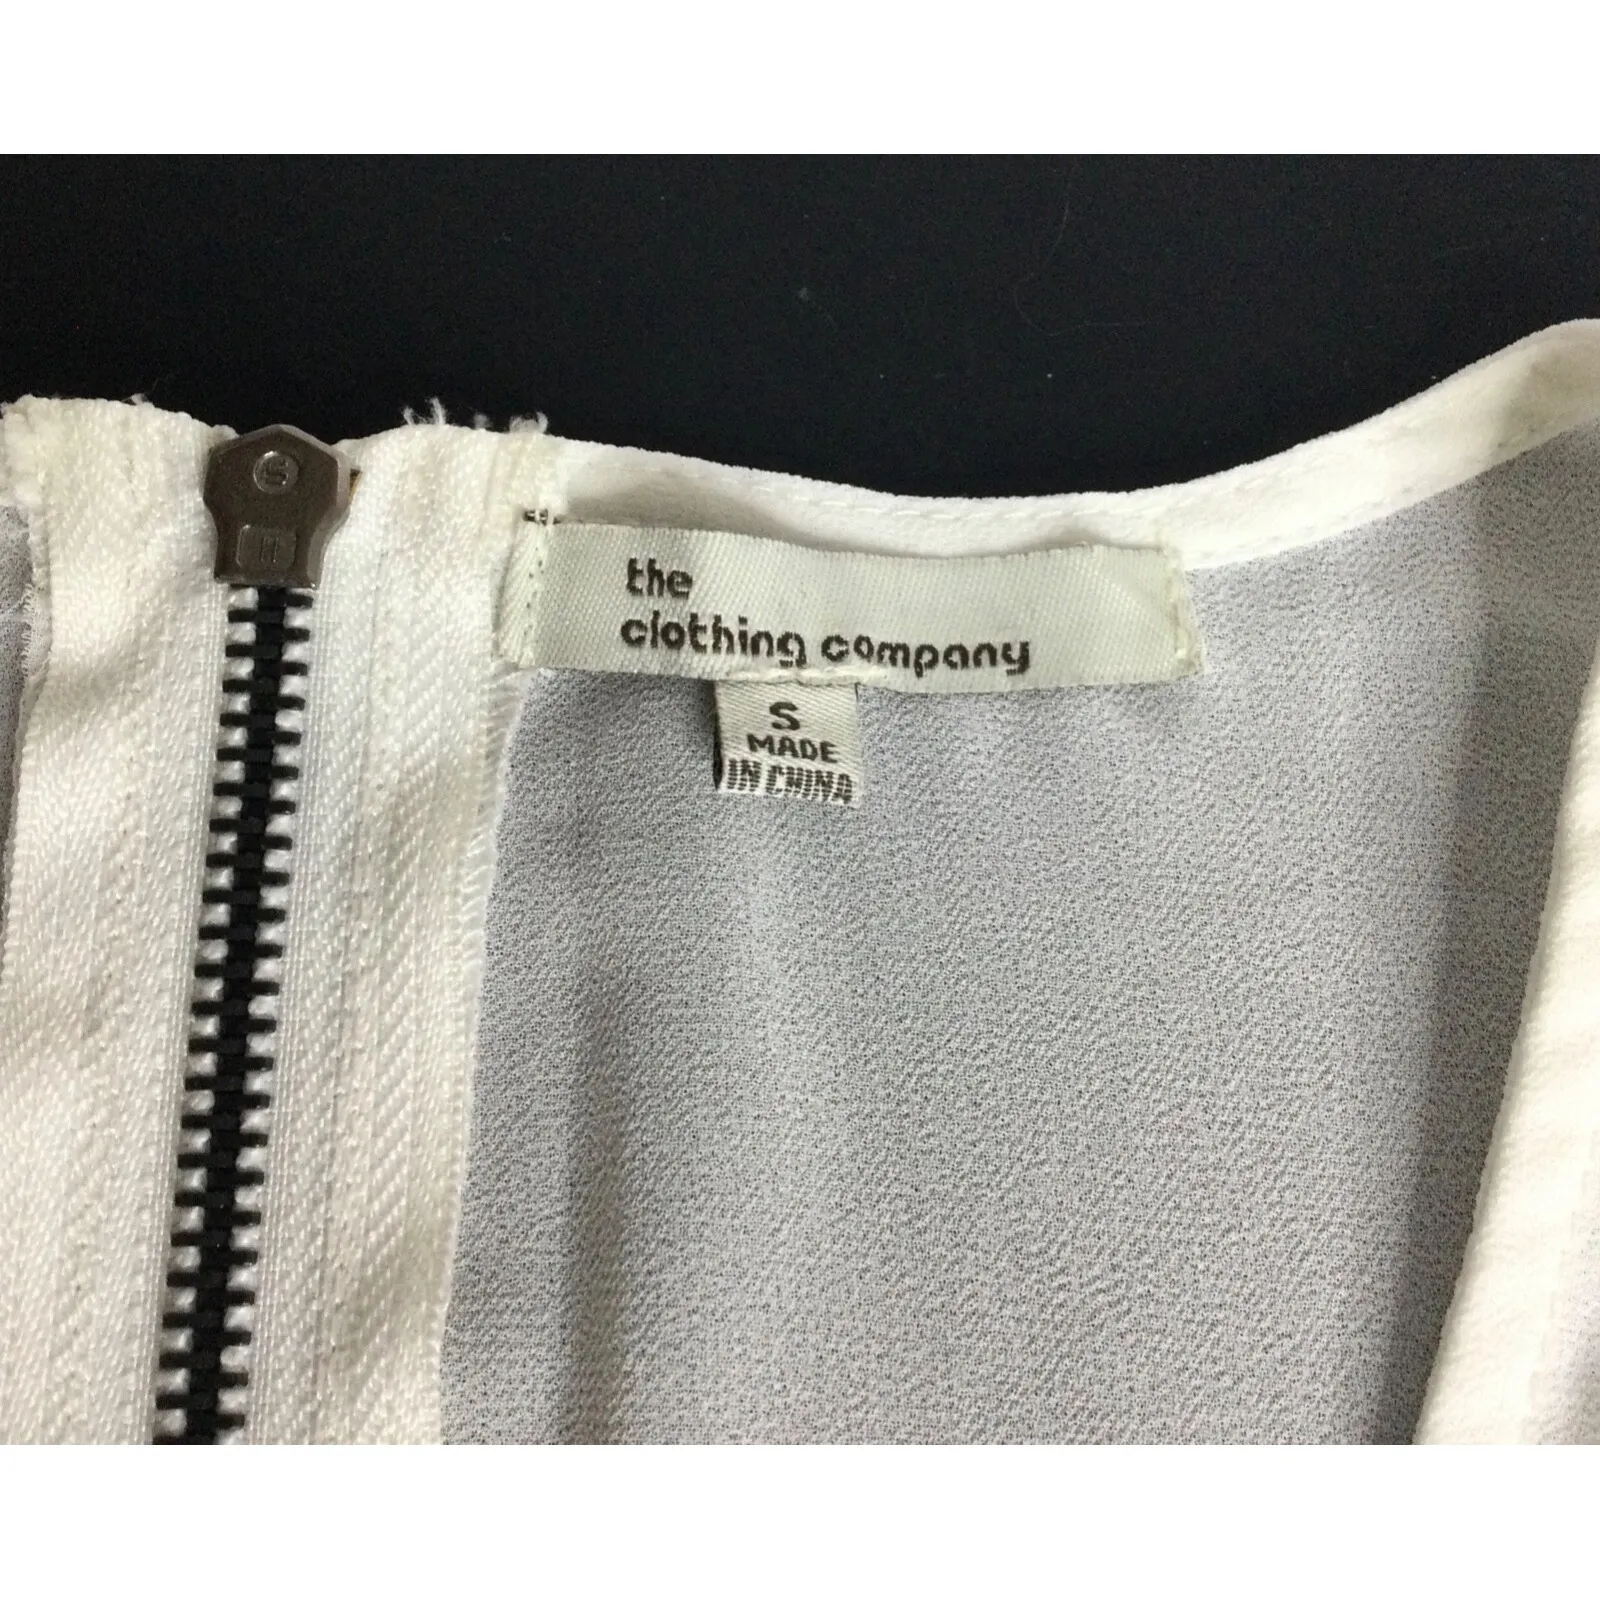 the
clothing company
S
MADE
IN CHINA